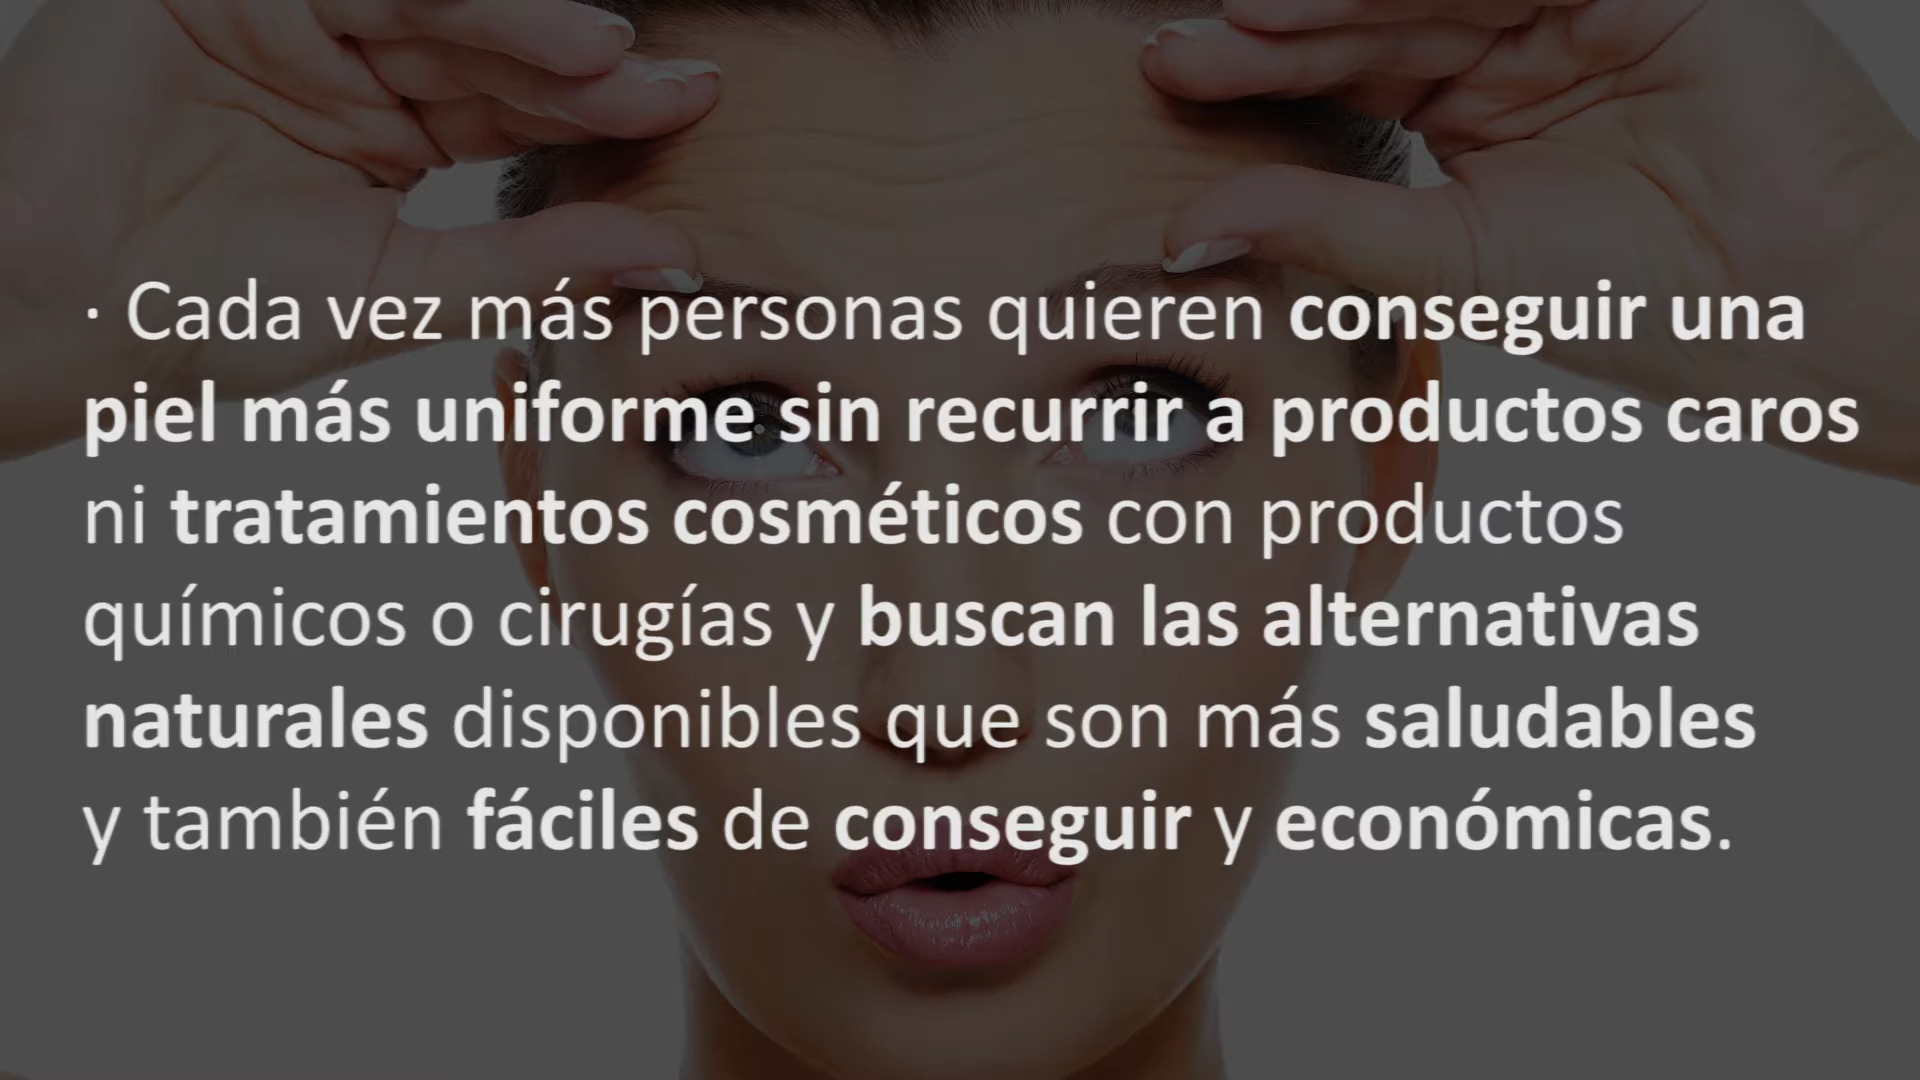 · Cada vez más personas quieren conseguir una
piel más uniforme sin recurrir a productos caros
ni tratamientos cosméticos con productos
químicos o cirugías y buscan las alternativas
naturales disponibles que son más saludables
y también fáciles de conseguir y económicas.